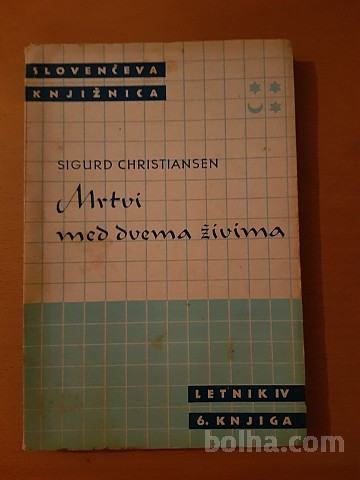 SLOVENČEVA
KNJIŽNICA
SIGURD CHRISTIANSEN
Mrtvi
med dvema živima
LETNIK IV
6. KNJIGA
bolha.com